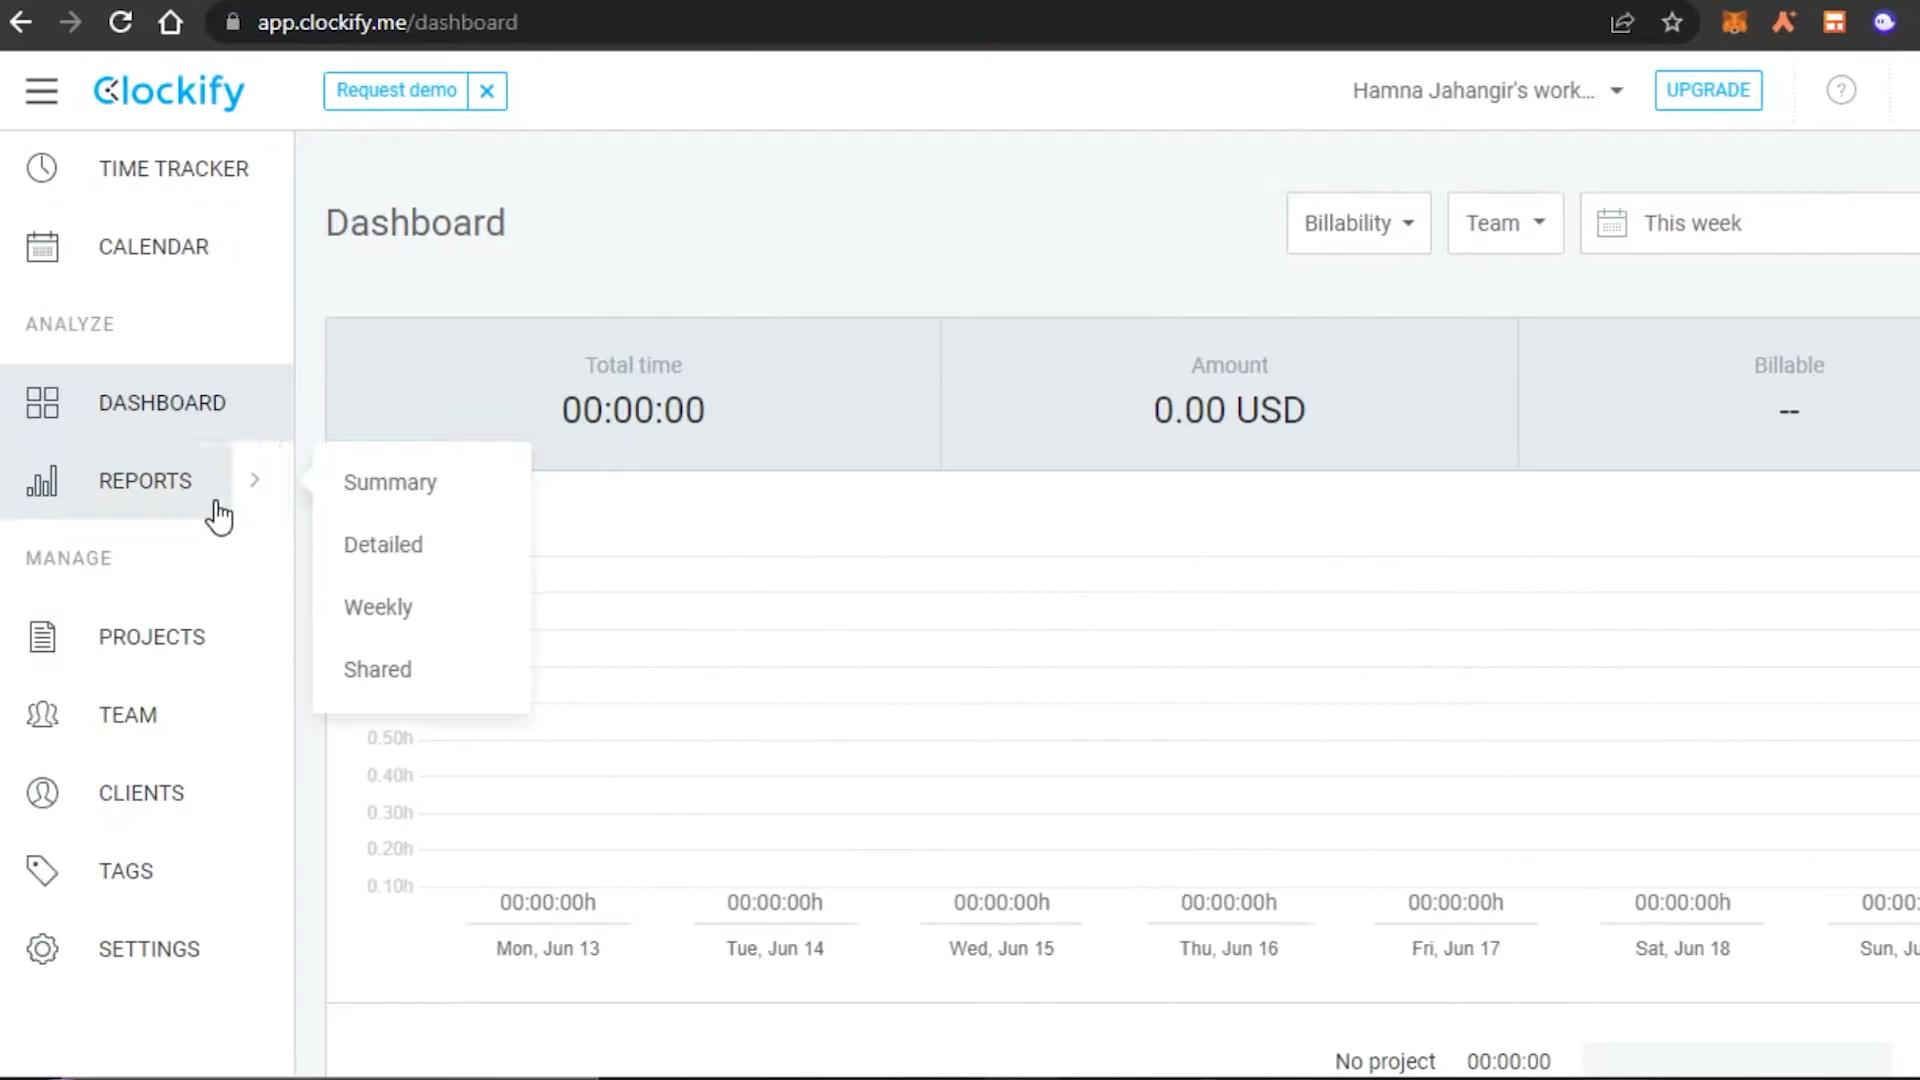 app.clockify.me/dashboard
Clockify
Request demo
Hamna Jahangir's work...
UPGRADE
?
TIME TRACKER
CALENDAR
ANALYZE
DASHBOARD
REPORTS
MANAGE
PROJECTS
TEAM
CLIENTS
TAGS
SETTINGS
Summary
Detailed
Weekly
Shared
Dashboard
Billability
Team
This week
Total time
00:00:00
Amount
0.00 USD
Billable
--
0.50h
0.40h
0.30h
0.20h
0.10h
00:00:00h 00:00:00h 00:00:00h 00:00:00h 00:00:00h 00:00:00h 00:00:
Mon, Jun 13 Tue, Jun 14 Wed, Jun 15 Thu, Jun 16 Fri, Jun 17 Sat, Jun 18 Sun, Ju
No project 00:00:00